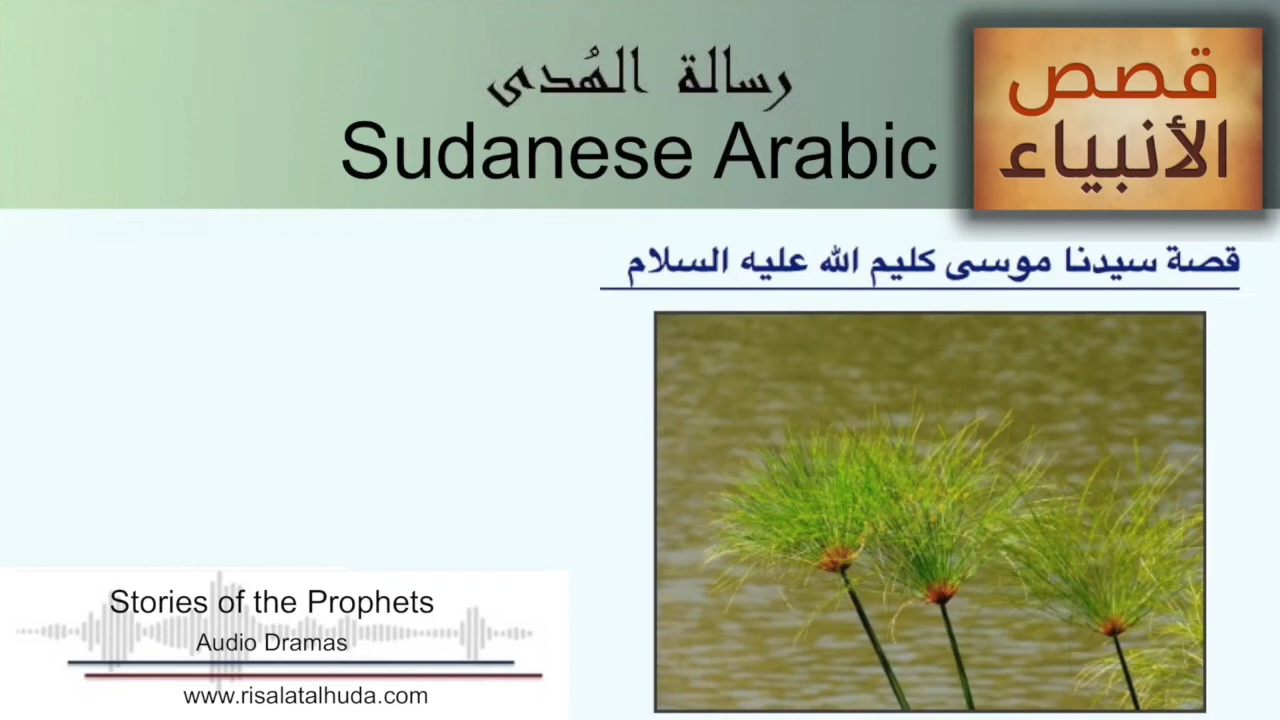 رسالة الهُدى
Sudanese Arabic
قصص
الأنبياء
قصة سيدنا موسى كليم الله عليه السلام
Stories of the Prophets
Audio Dramas
www.risalatalhuda.com